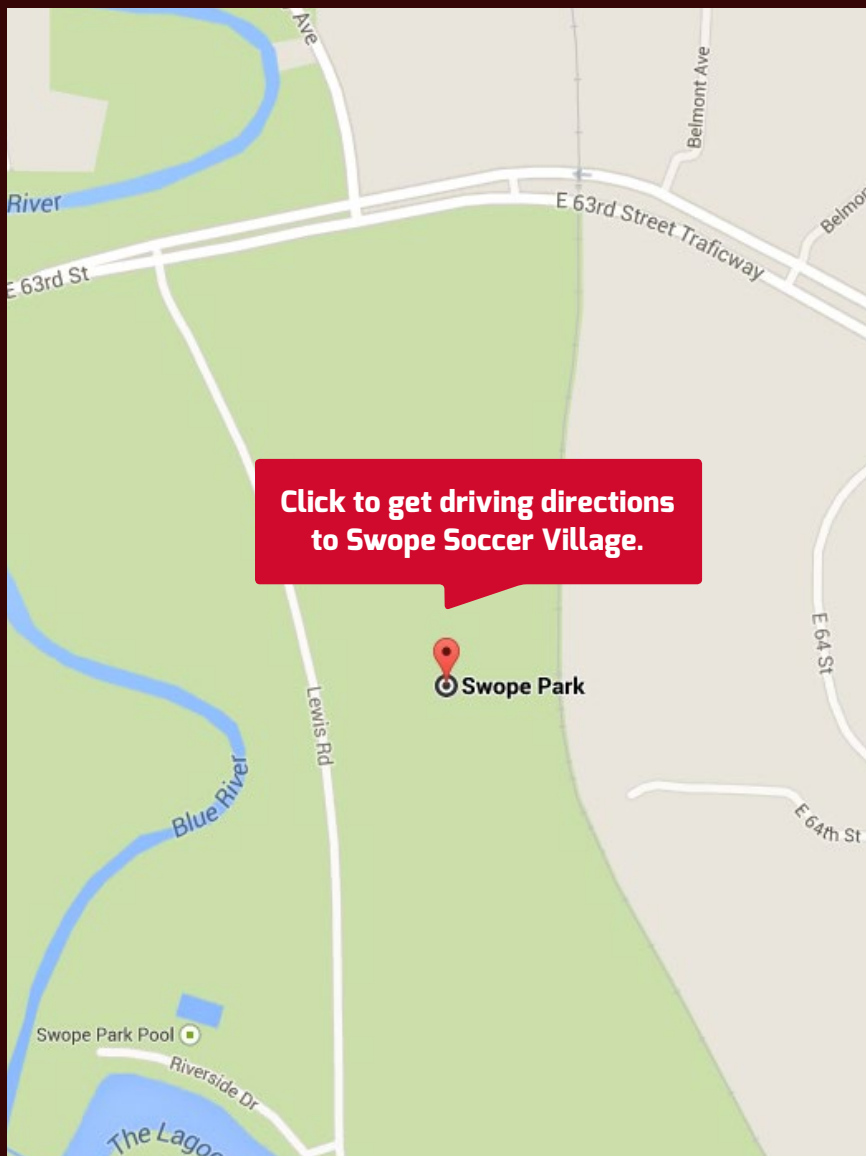 Ave
Belmont Ave
River
E 63rd Street Traficway
Belmont
E 63rd St
Click to get driving directions
to Swope Soccer Village.
E 64 St
Swope Park
Lewis Rd
Blue River
E 64th St
Swope Park Pool
Riverside Dr
The Lagoo